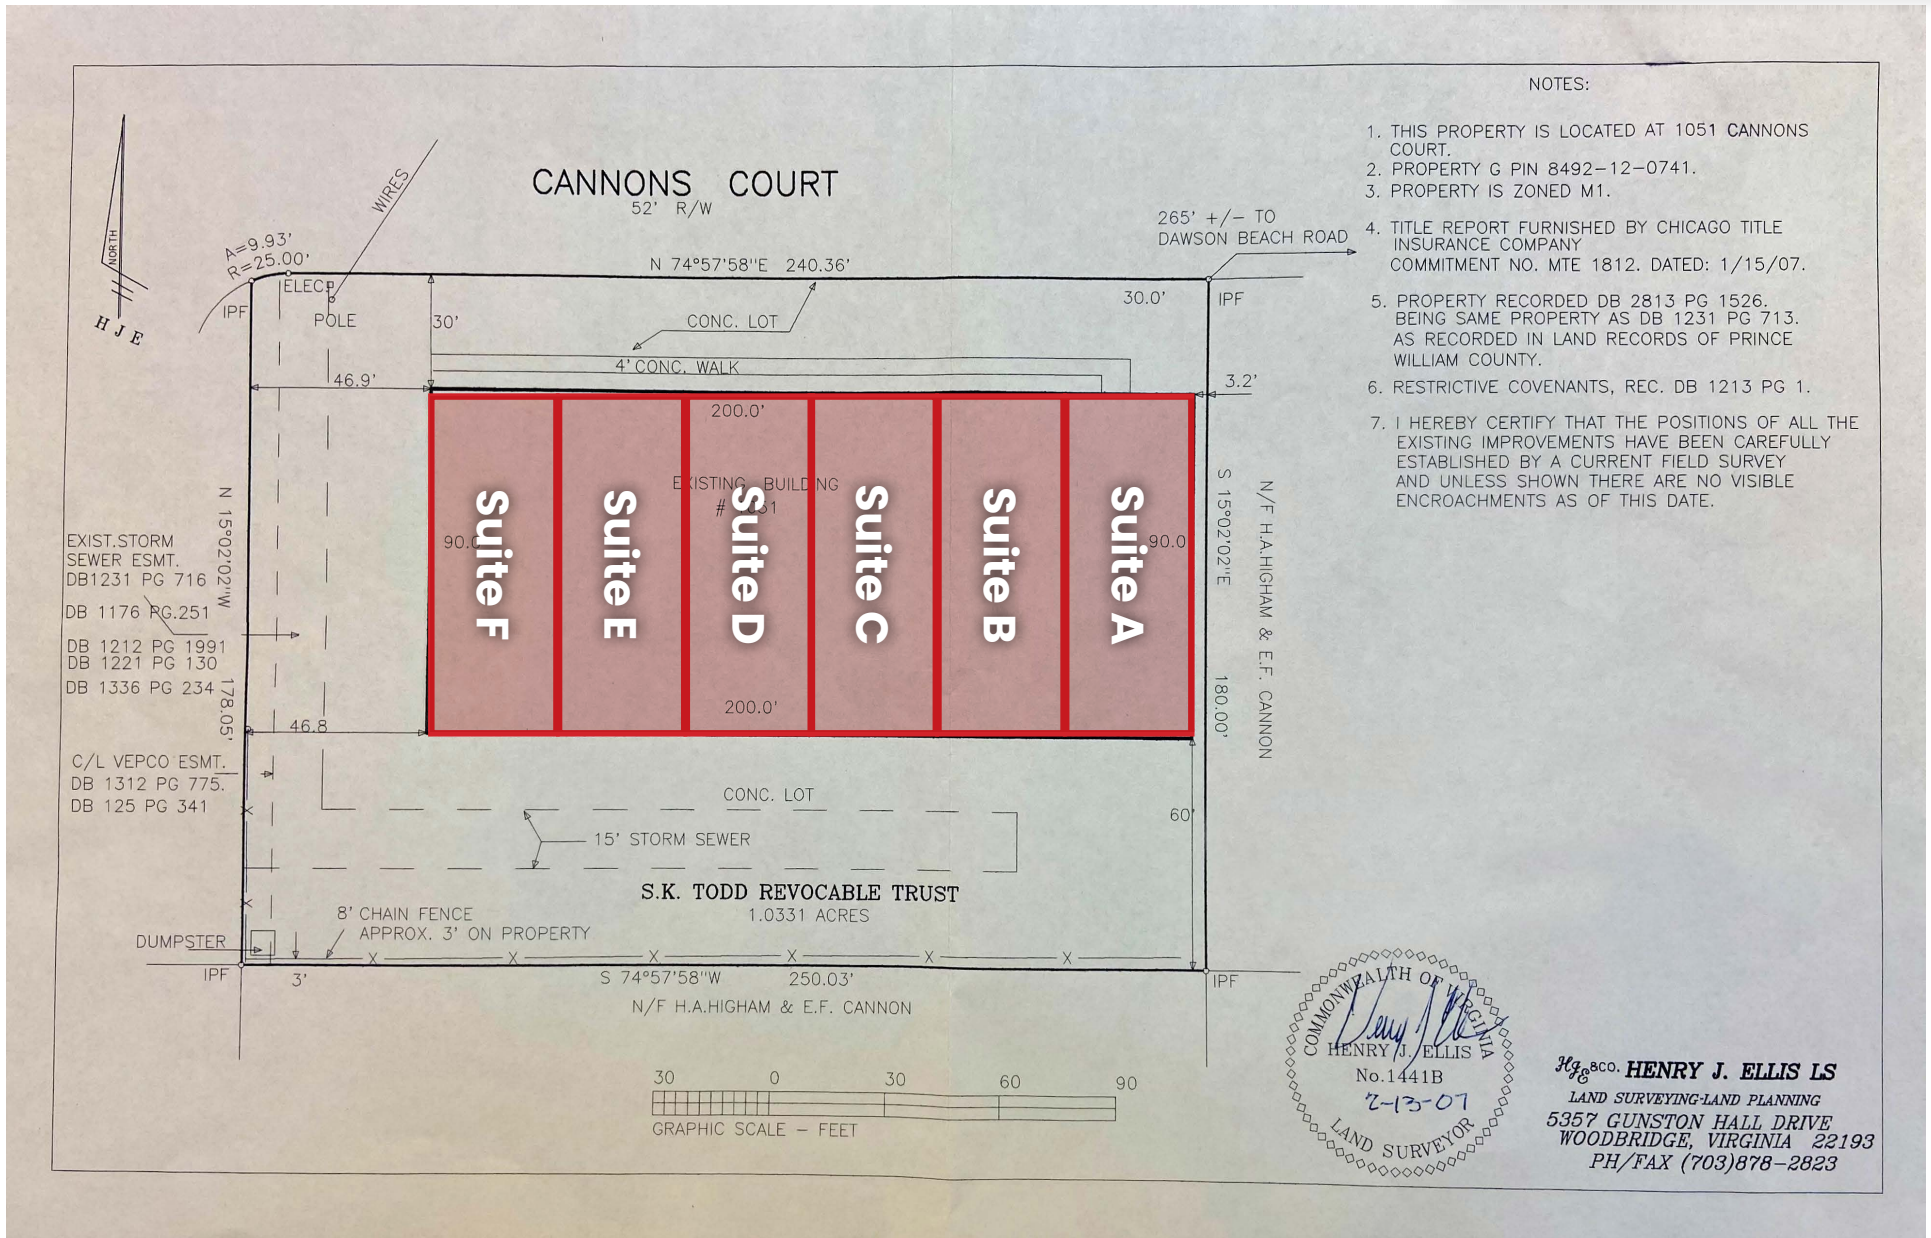 NOTES:
1. THIS PROPERTY IS LOCATED AT 1051 CANNONS
COURT.
2. PROPERTY G PIN 8492-12-0741.
3. PROPERTY IS ZONED M1.
4. TITLE REPORT FURNISHED BY CHICAGO TITLE
INSURANCE COMPANY
COMMITMENT NO. MTE 1812. DATED: 1/15/07.
5. PROPERTY RECORDED DB 2813 PG 1526.
BEING SAME PROPERTY AS DB 1231 PG 713.
AS RECORDED IN LAND RECORDS OF PRINCE
WILLIAM COUNTY.
6. RESTRICTIVE COVENANTS, REC. DB 1213 PG 1.
7. I HEREBY CERTIFY THAT THE POSITIONS OF ALL THE
EXISTING IMPROVEMENTS HAVE BEEN CAREFULLY
ESTABLISHED BY A CURRENT FIELD SURVEY
AND UNLESS SHOWN THERE ARE NO VISIBLE
ENCROACHMENTS AS OF THIS DATE.
NORTH
H J E
WIRES
CANNONS COURT
52' R/W
265' +/- TO
DAWSON BEACH ROAD
A=9.93'
R=25.00'
N 74°57'58"E 240.36'
IPF
ELEC
POLE
30'
CONC. LOT
30.0'
IPF
4' CONC. WALK
46.9'
3.2'
200.0'
EXISTING BUILDING
# 1051
90.0
90.0
Suite F
Suite E
Suite D
Suite C
Suite B
Suite A
200.0'
N 15°02'02"W
178.05'
S 15°02'02"E
180.00'
N/F H.A.HIGHAM & E.F. CANNON
EXIST.STORM
SEWER ESMT.
DB1231 PG 716
DB 1176 PG.251
DB 1212 PG 1991
DB 1221 PG 130
DB 1336 PG 234
46.8
C/L VEPCO ESMT.
DB 1312 PG 775.
DB 125 PG 341
CONC. LOT
60'
15' STORM SEWER
S.K. TODD REVOCABLE TRUST
1.0331 ACRES
8' CHAIN FENCE
APPROX. 3' ON PROPERTY
DUMPSTER
X X X X X X
X
X
IPF
3'
S 74°57'58"W 250.03'
IPF
N/F H.A.HIGHAM & E.F. CANNON
30 0 30 60 90
GRAPHIC SCALE - FEET
COMMONWEALTH OF VIRGINIA
HENRY J. ELLIS
No.1441B
2-13-07
LAND SURVEYOR
HJE &CO. HENRY J. ELLIS LS
LAND SURVEYING-LAND PLANNING
5357 GUNSTON HALL DRIVE
WOODBRIDGE, VIRGINIA 22193
PH/FAX (703)878-2823